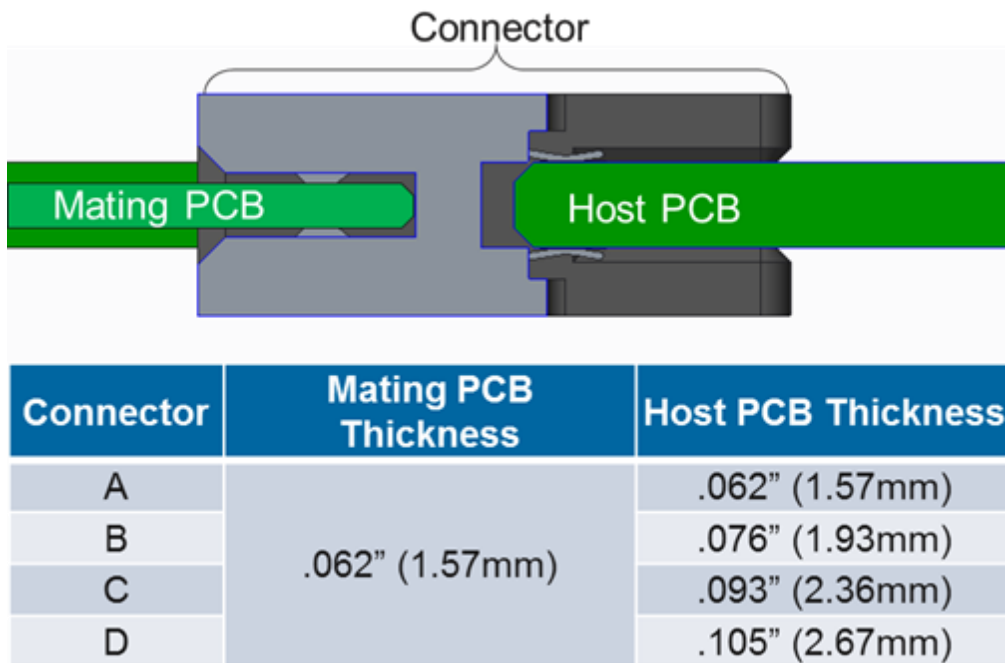 Connector
Mating PCB
Host PCB
Connector
Mating PCB
Thickness
Host PCB Thickness
A
.062” (1.57mm)
.062” (1.57mm)
B
.076” (1.93mm)
C
.093” (2.36mm)
D
.105” (2.67mm)